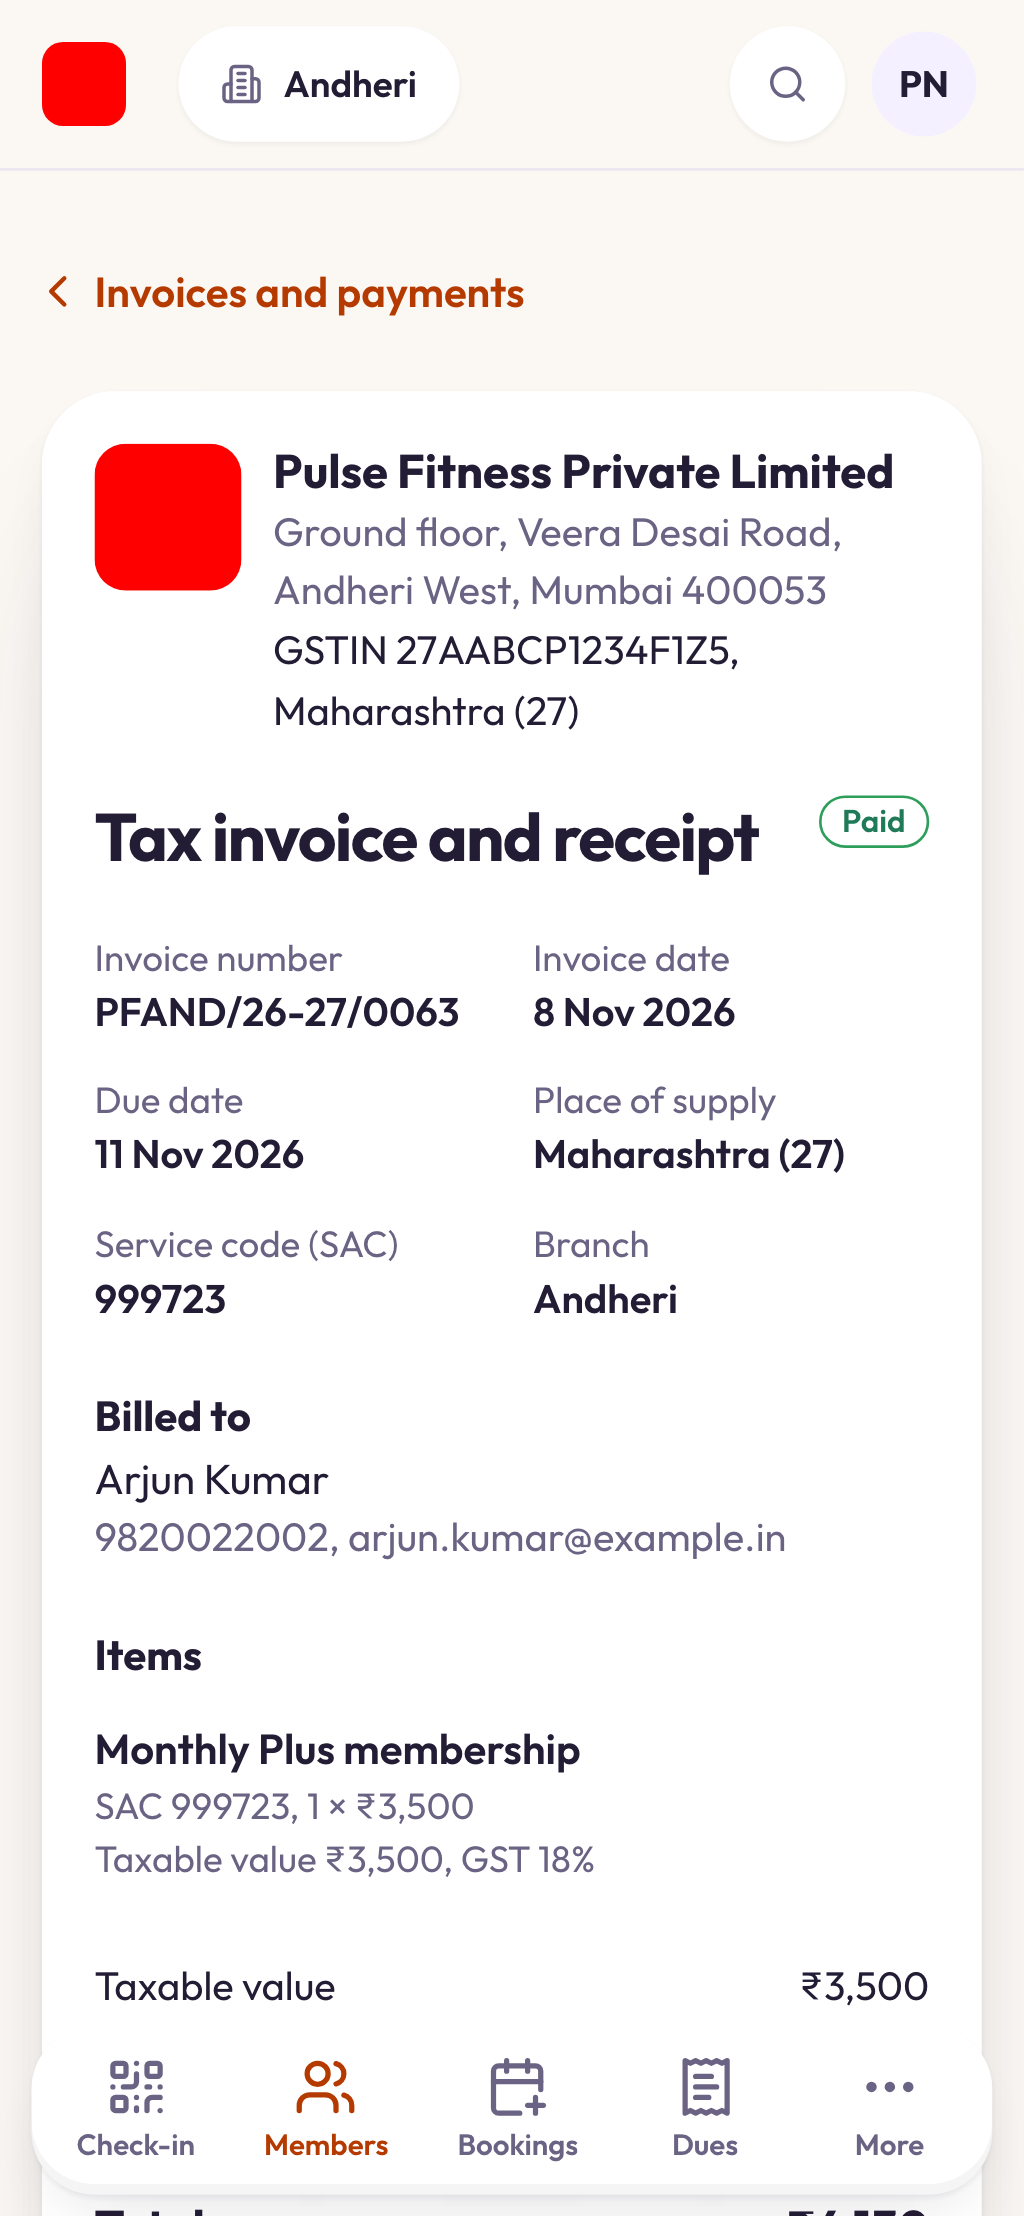 Andheri
PN
Invoices and payments
Pulse Fitness Private Limited
Ground floor, Veera Desai Road,
Andheri West, Mumbai 400053
GSTIN 27AABCP1234F1Z5,
Maharashtra (27)
Tax invoice and receipt
Paid
Invoice number
Invoice date
PFAND/26-27/0063
8 Nov 2026
Due date
Place of supply
11 Nov 2026
Maharashtra (27)
Service code (SAC)
Branch
999723
Andheri
Billed to
Arjun Kumar
9820022002, arjun.kumar@example.in
Items
Monthly Plus membership
SAC 999723, 1 × ₹3,500
Taxable value ₹3,500, GST 18%
Taxable value
₹3,500
Check-in
Members
Bookings
Dues
More